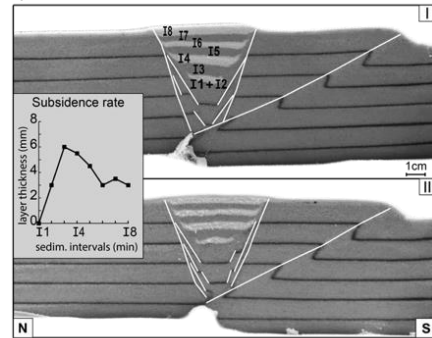 I
I8
I7
I6
I5
I4
I3
I1+I2
1cm
Subsidence rate
layer thickness (mm)
8
6
4
2
0
I1 I4 I8
sedim. intervals (min)
II
N
S